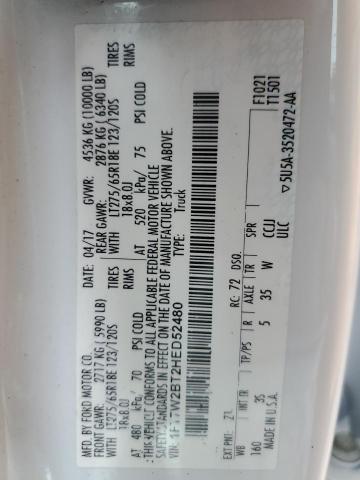 MFD. BY FORD MOTOR CO.
DATE: 04/17 GVWR: 4536 KG (10000 LB)
FRONT GAWR: 2717 KG ( 5990 LB) REAR GAWR: 2876 KG ( 6340 LB)
WITH LT275/65R18E 123/120S TIRES WITH LT275/65R18E 123/120S TIRES
18x8.0J RIMS 18x8.0J RIMS
AT 480 kPa/ 70 PSI COLD AT 520 kPa/ 75 PSI COLD
THIS VEHICLE CONFORMS TO ALL APPLICABLE FEDERAL MOTOR VEHICLE
SAFETY STANDARDS IN EFFECT ON THE DATE OF MANUFACTURE SHOWN ABOVE.
VIN: 1FT7W2BT2HED52480 TYPE: Truck
F1021
T1501
EXT PNT: Z1 RC: 72 DSO:
WB TP/PS R AXLE TR SPR
160 35 5 35 W CCJ
MADE IN U.S.A. ULC
▽ 5U5A-3520472-AA